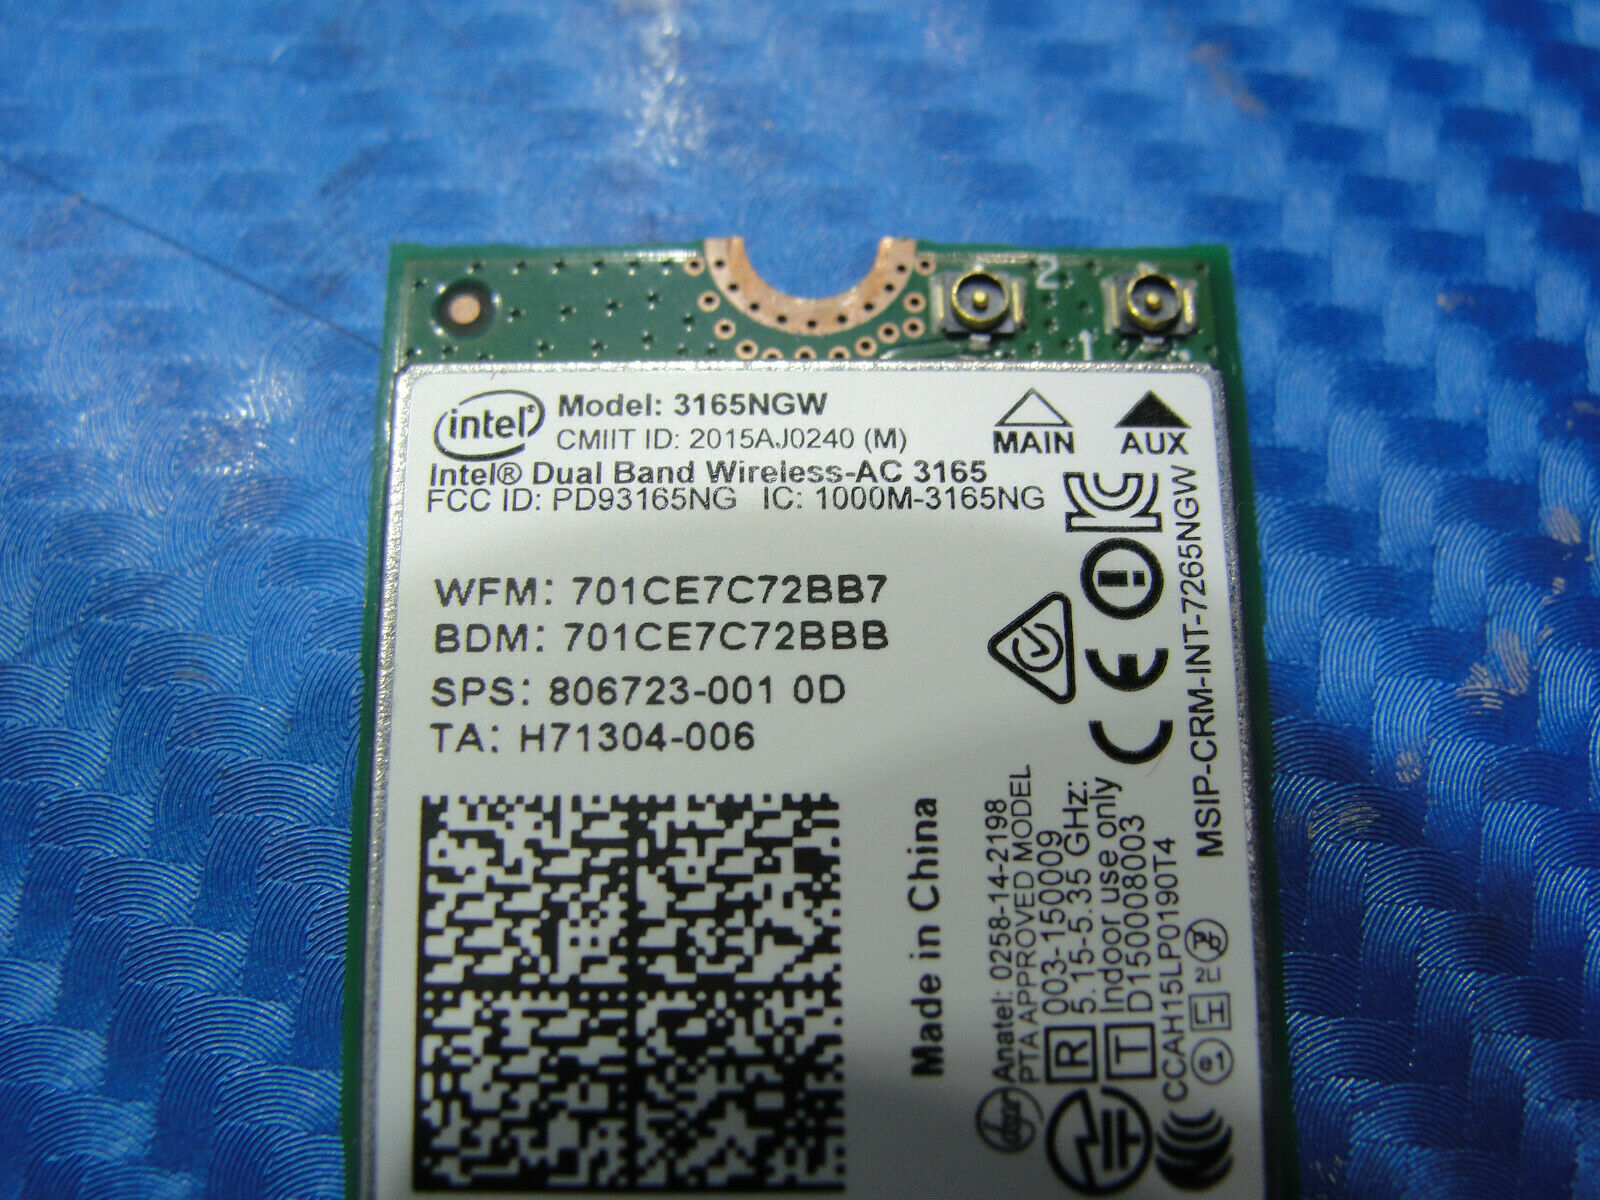 2
1
intel®
Model: 3165NGW
CMIIT ID: 2015AJ0240 (M)
Intel® Dual Band Wireless-AC 3165
FCC ID: PD93165NG IC: 1000M-3165NG
MAIN
AUX
WFM: 701CE7C72BB7
BDM: 701CE7C72BBB
SPS: 806723-001 0D
TA: H71304-006
CE
MSIP-CRM-INT-7265NGW
Made in China
Anatel: 0258-14-2198
PTA APPROVED MODEL
R 003-150009
5.15-5.35 GHz:
Indoor use only
T D150008003
CCAH15LP0190T4
e1